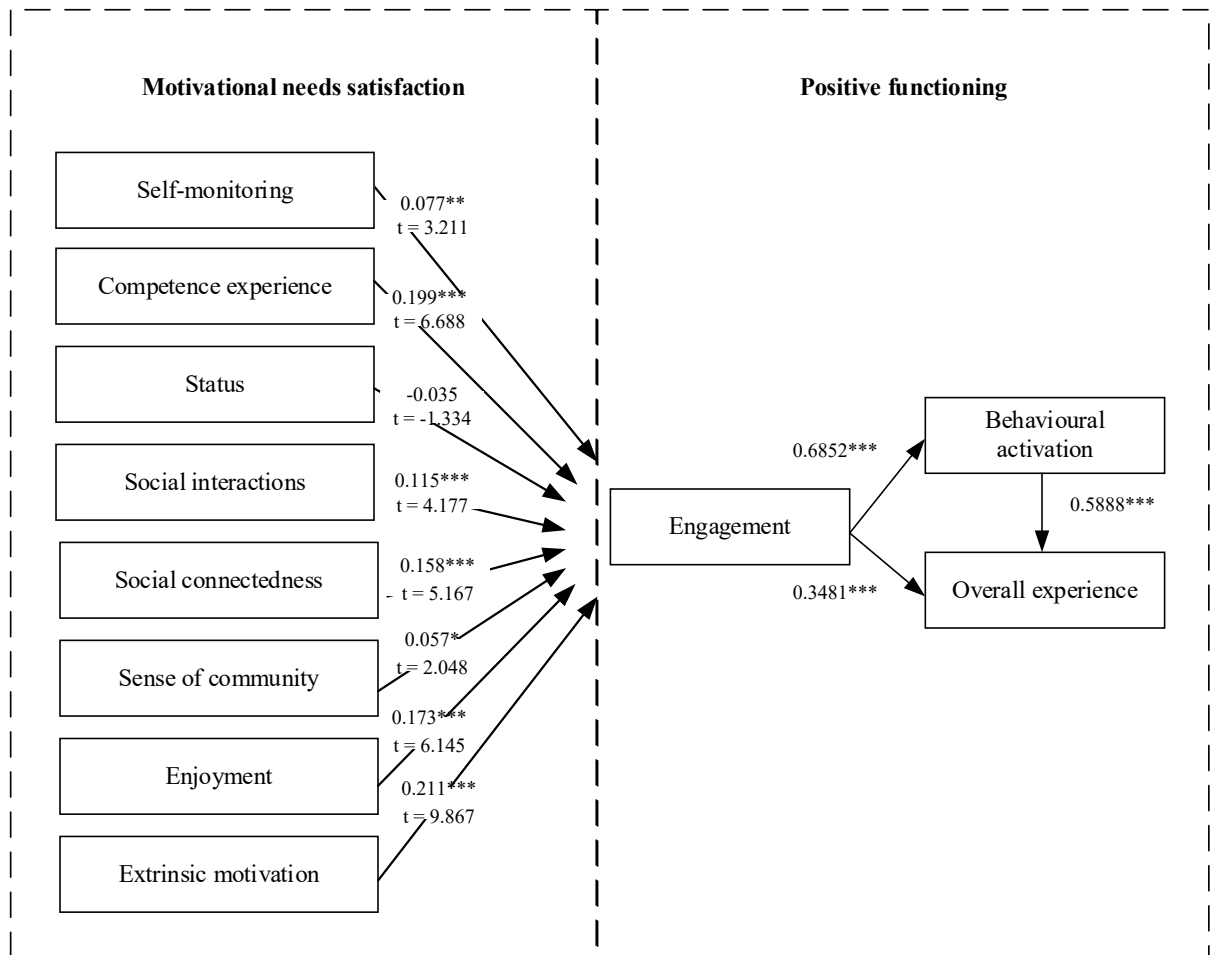 Motivational needs satisfaction
Positive functioning
Self-monitoring
0.077**
t = 3.211
Competence experience
0.199***
t = 6.688
Status
-0.035
t = -1.334
Social interactions
0.115***
t = 4.177
Social connectedness
0.158***
t = 5.167
Sense of community
0.057*
t = 2.048
Enjoyment
0.173***
t = 6.145
Extrinsic motivation
0.211***
t = 9.867
Engagement
0.6852***
0.3481***
Behavioural
activation
0.5888***
Overall experience